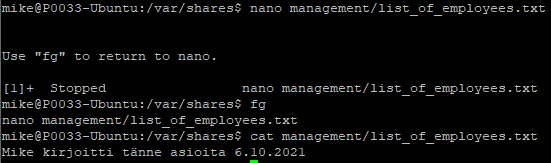 mike@P0033-Ubuntu:/var/shares$ nano management/list_of_employees.txt
Use "fg" to return to nano.
[1]+  Stopped                 nano management/list_of_employees.txt
mike@P0033-Ubuntu:/var/shares$ fg
nano management/list_of_employees.txt
mike@P0033-Ubuntu:/var/shares$ cat management/list_of_employees.txt
Mike kirjoitti tänne asioita 6.10.2021